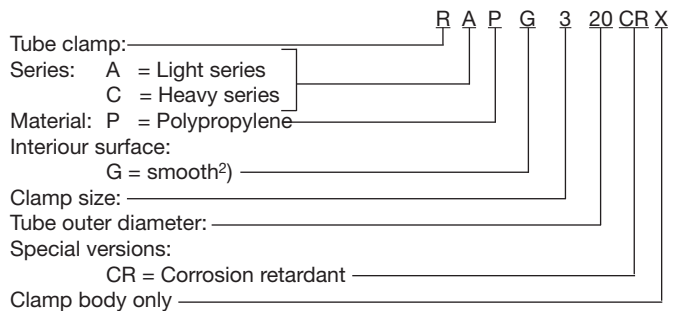 R A P G 3 20 CR X
Tube clamp:
Series: A = Light series
C = Heavy series
Material: P = Polypropylene
Interiour surface:
G = smooth²)
Clamp size:
Tube outer diameter:
Special versions:
CR = Corrosion retardant
Clamp body only